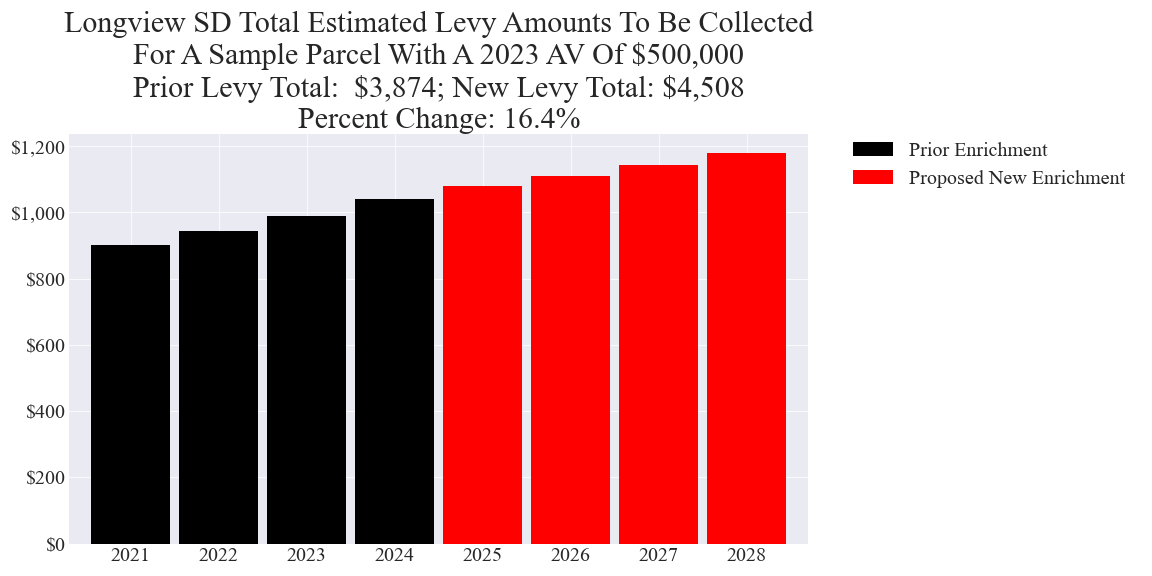 Longview SD Total Estimated Levy Amounts To Be Collected
For A Sample Parcel With A 2023 AV Of $500,000
Prior Levy Total:  $3,874; New Levy Total: $4,508
Percent Change: 16.4%
$1,200
$1,000
$800
$600
$400
$200
$0
2021 2022 2023 2024 2025 2026 2027 2028
Prior Enrichment
Proposed New Enrichment